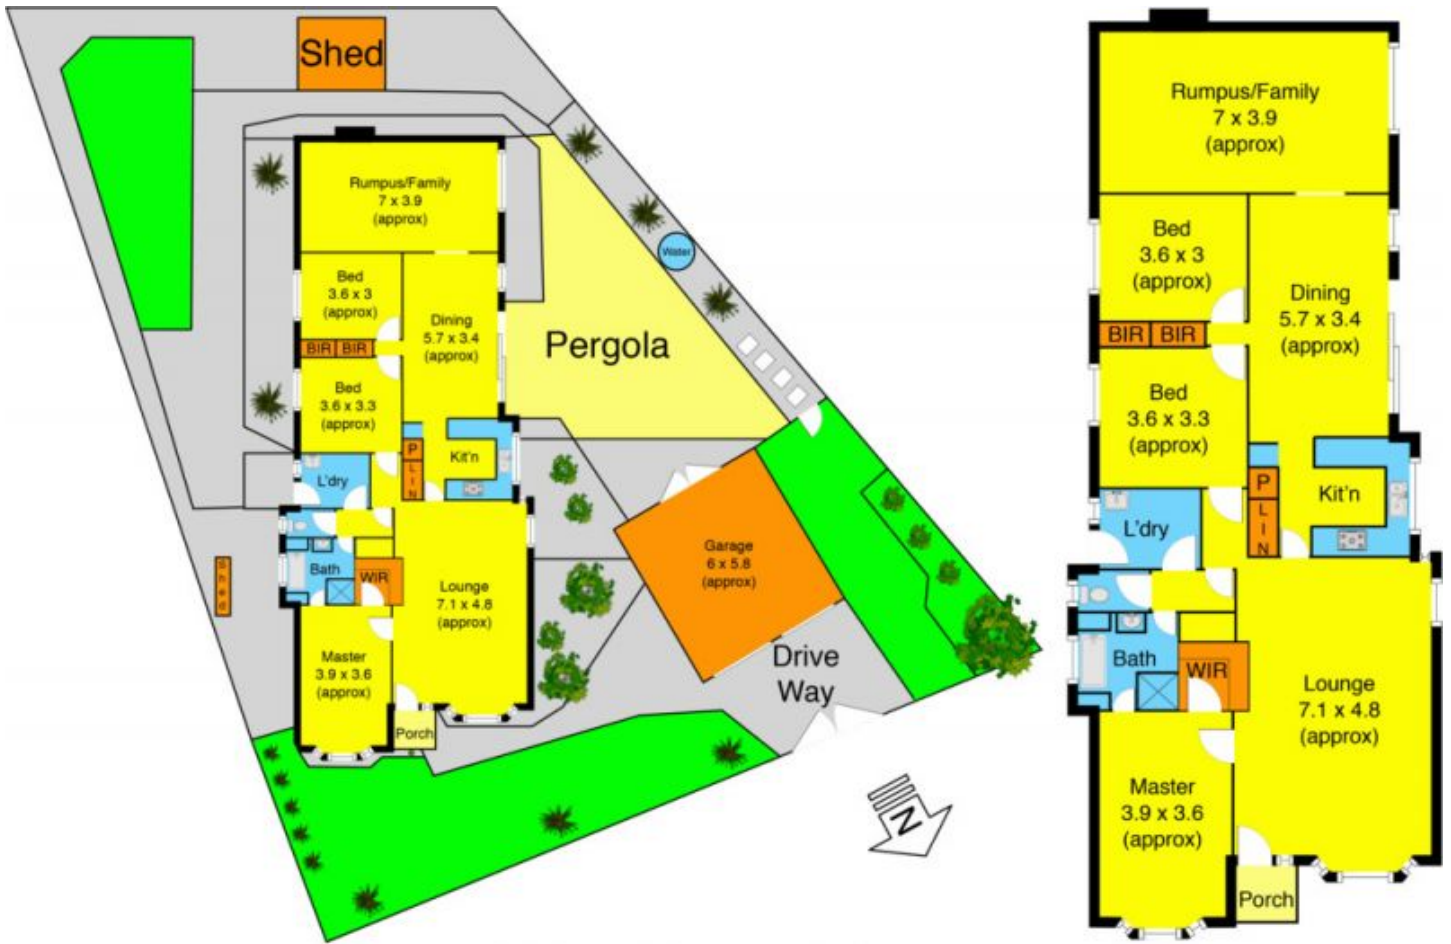 Shed
Rumpus/Family
7 x 3.9
(approx)
Water
Bed
3.6 x 3
(approx)
Dining
5.7 x 3.4
(approx)
Pergola
BIR BIR
Bed
3.6 x 3.3
(approx)
P
LIN
Kit'n
L'dry
Bath
WIR
Shed
Lounge
7.1 x 4.8
(approx)
Garage
6 x 5.8
(approx)
Master
3.9 x 3.6
(approx)
Porch
Drive
Way
N
Rumpus/Family
7 x 3.9
(approx)
Bed
3.6 x 3
(approx)
Dining
5.7 x 3.4
(approx)
BIR BIR
Bed
3.6 x 3.3
(approx)
P
LIN
Kit'n
L'dry
Bath
WIR
Lounge
7.1 x 4.8
(approx)
Master
3.9 x 3.6
(approx)
Porch